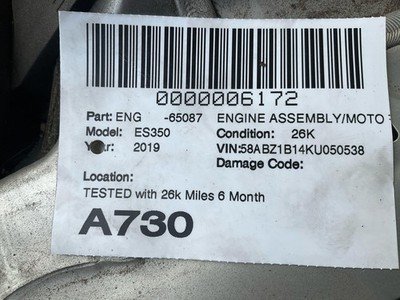 0000006172
Part: ENG -65087 ENGINE ASSEMBLY/MOTO
Model: ES350 Condition: 26K
Year: 2019 VIN:58ABZ1B14KU050538
Damage Code:
Location:
TESTED with 26k Miles 6 Month
A730